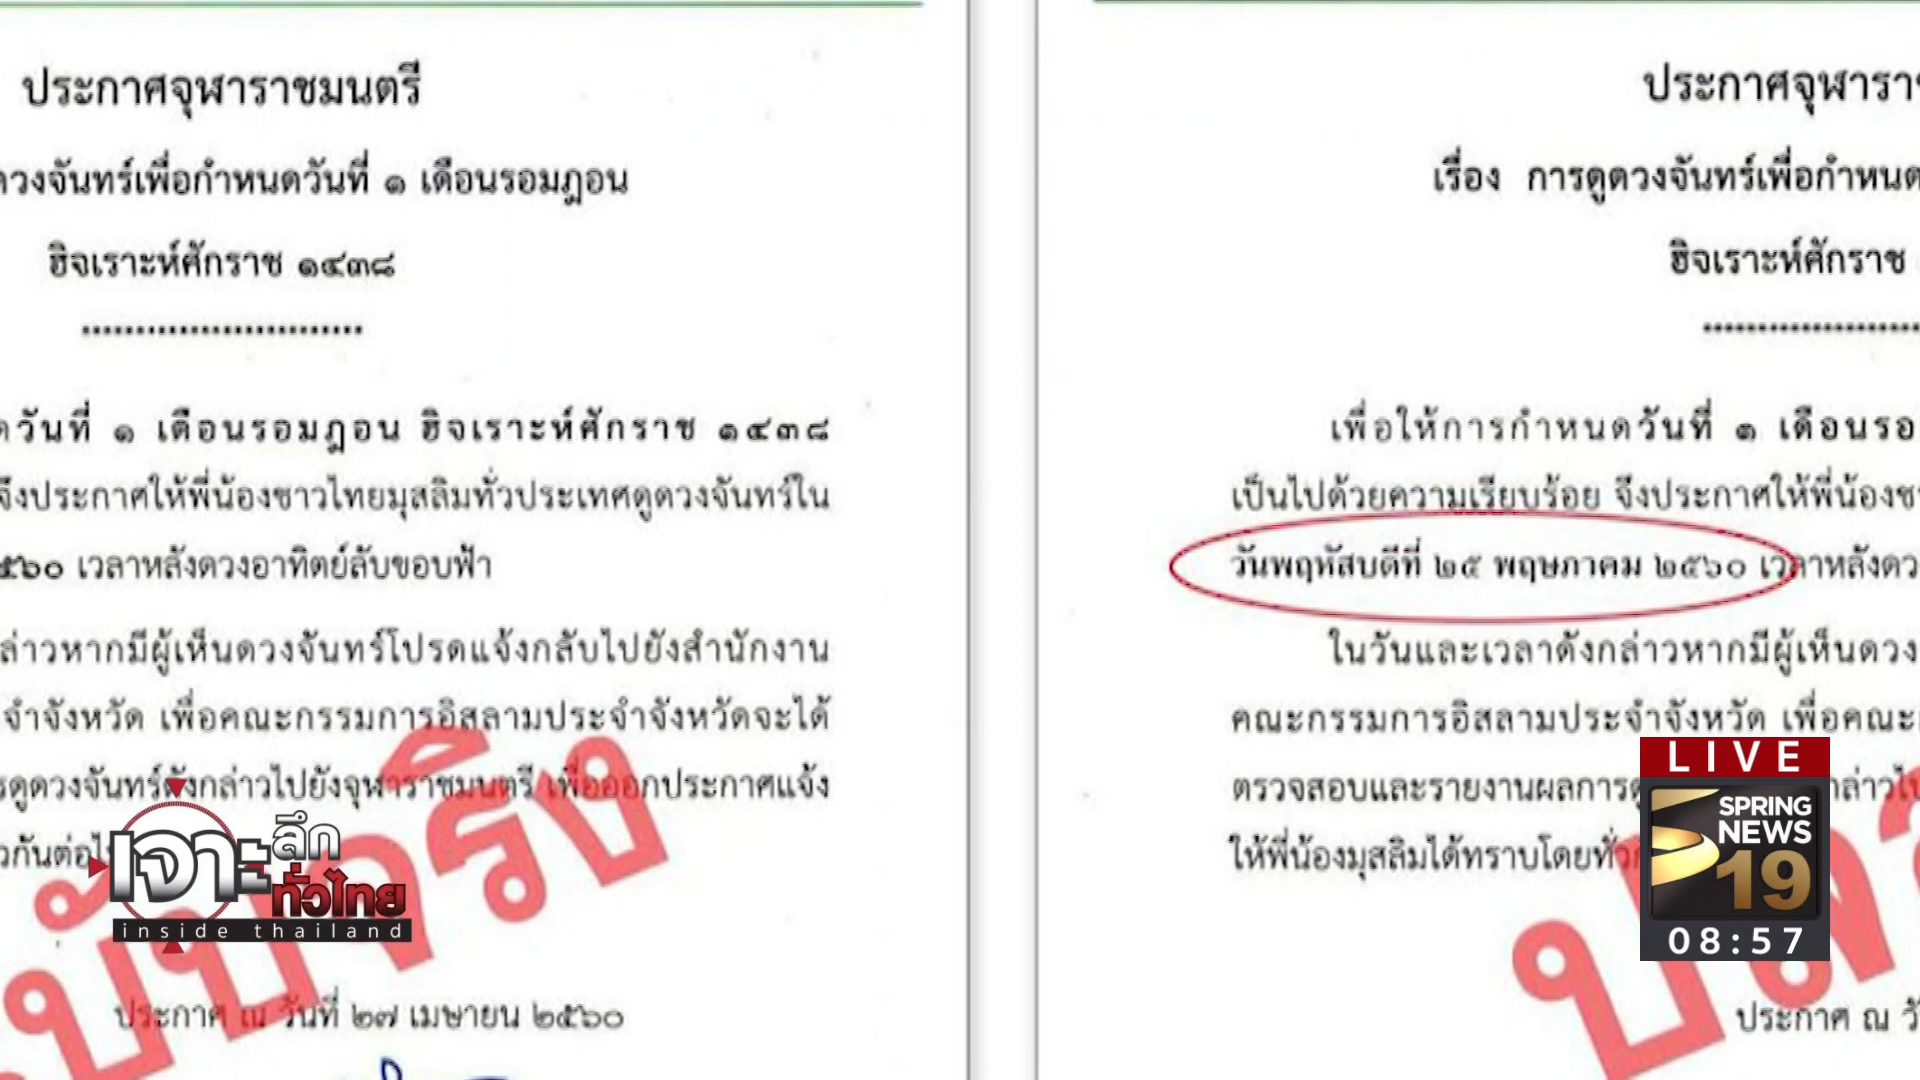 ประกาศจุฬาราชมนตรี
ดวงจันทร์เพื่อกำหนดวันที่ ๑ เดือนรอมฎอน
ฮิจเราะห์ศักราช ๑๔๓๘
วันที่ ๑ เดือนรอมฎอน ฮิจเราะห์ศักราช ๑๔๓๘
จึงประกาศให้พี่น้องชาวไทยมุสลิมทั่วประเทศดูดวงจันทร์ใน
๕๖๐ เวลาหลังดวงอาทิตย์ลับขอบฟ้า
ล่าวหากมีผู้เห็นดวงจันทร์โปรดแจ้งกลับไปยังสำนักงาน
จำจังหวัด เพื่อคณะกรรมการอิสลามประจำจังหวัดจะได้
รดูดวงจันทร์ดังกล่าวไปยังจุฬาราชมนตรี เพื่อออกประกาศแจ้ง
วกันต่อไ
ประกาศ ณ วันที่ ๒๗ เมษายน ๒๕๖๐
บับจริง
ประกาศจุฬารา
เรื่อง การดูดวงจันทร์เพื่อกำหนด
ฮิจเราะห์ศักราช
เพื่อให้การกำหนดวันที่ ๑ เดือนรอ
เป็นไปด้วยความเรียบร้อย จึงประกาศให้พี่น้องช
วันพฤหัสบดีที่ ๒๕ พฤษภาคม ๒๕๖๐ เวลาหลังดว
ในวันและเวลาดังกล่าวหากมีผู้เห็นดวง
คณะกรรมการอิสลามประจำจังหวัด เพื่อคณะ
ตรวจสอบและรายงานผลการดู กล่าวไป
ให้พี่น้องมุสลิมได้ทราบโดยทั่ว
ประกาศ ณ วั
ปล
เจาะลึกทั่วไทย
inside thailand
LIVE
SPRING
NEWS
19
08:57